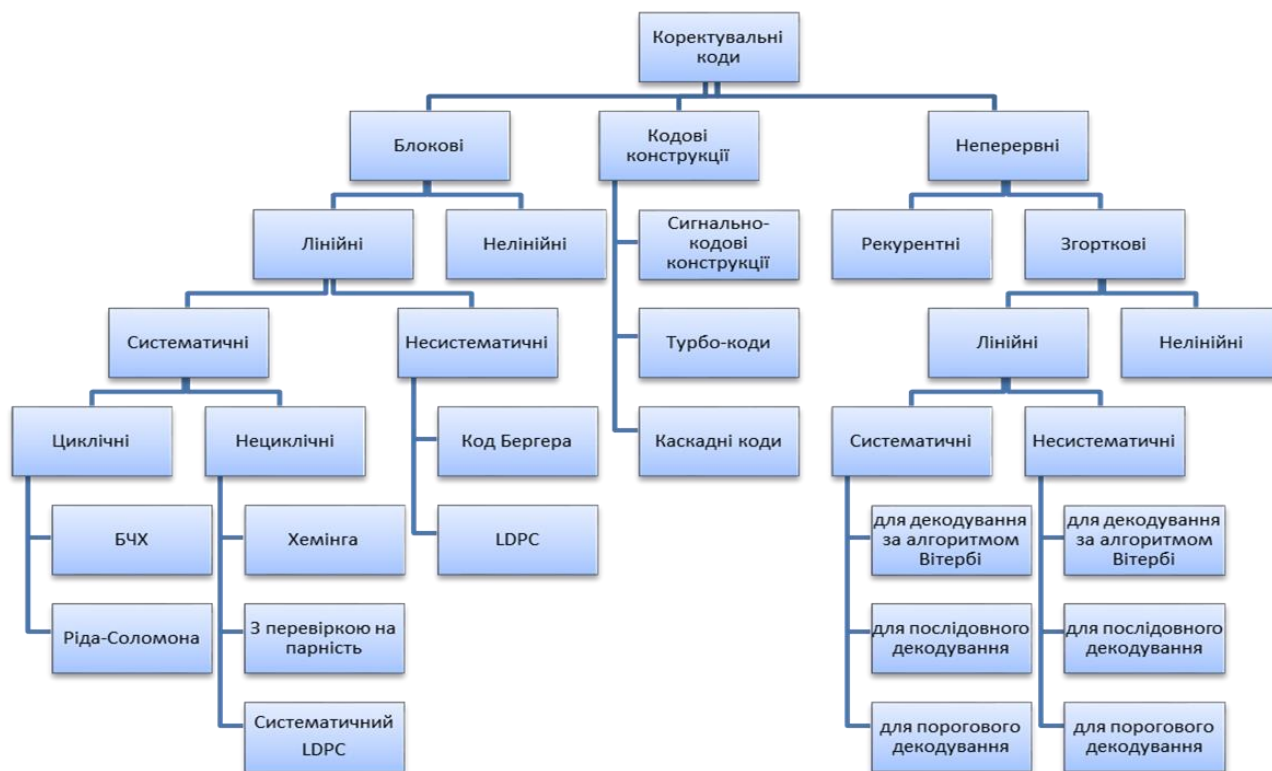 Коректувальні
коди
Блокові
Кодові
конструкції
Неперервні
Лінійні
Нелінійні
Сигнально-
кодові
конструкції
Рекурентні
Згорткові
Систематичні
Несистематичні
Турбо-коди
Лінійні
Нелінійні
Циклічні
Нециклічні
Код Бергера
Каскадні коди
Систематичні
Несистематичні
БЧХ
Хемінга
LDPC
для декодування
за алгоритмом
Вітербі
для декодування
за алгоритмом
Вітербі
Ріда-Соломона
З перевіркою на
парність
для послідовного
декодування
для послідовного
декодування
Систематичний
LDPC
для порогового
декодування
для порогового
декодування